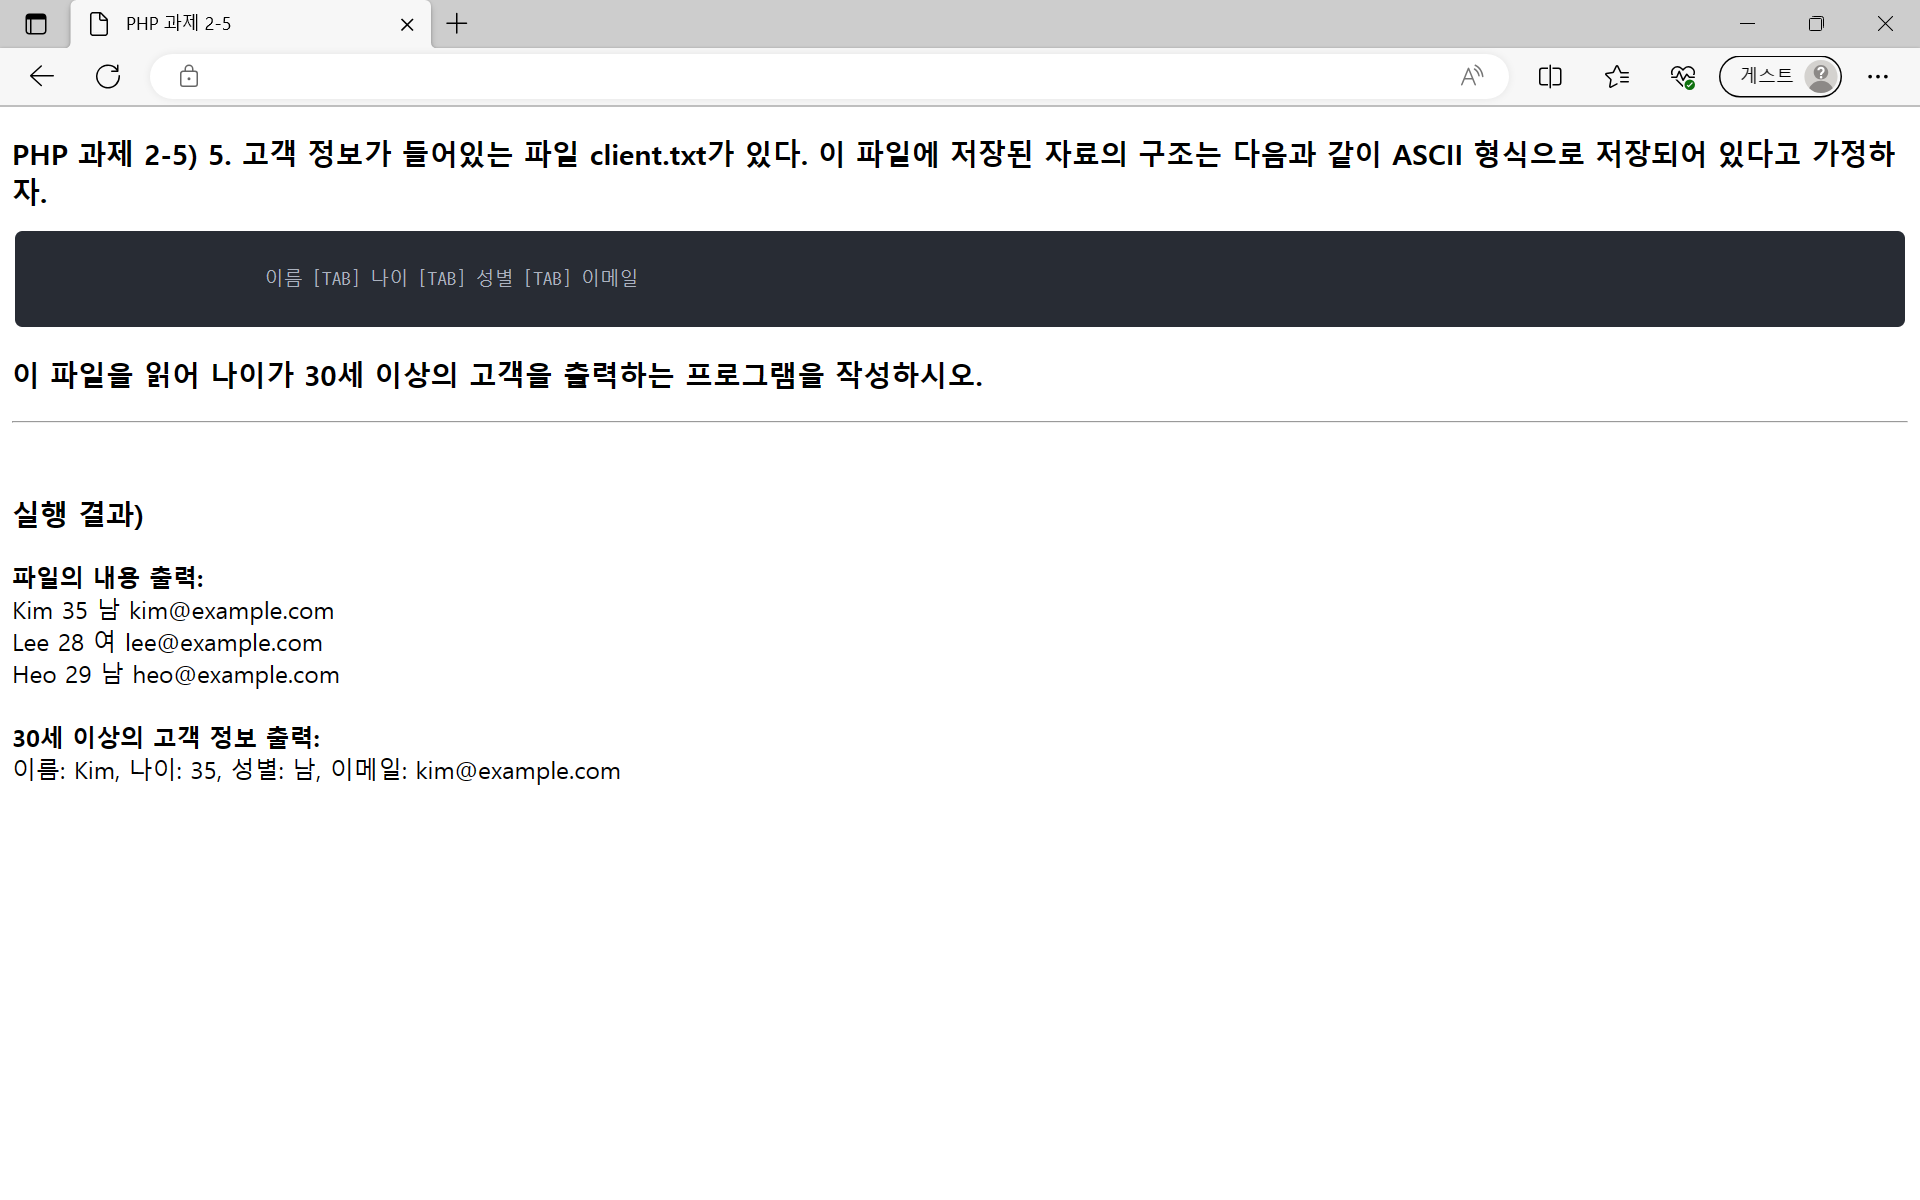 PHP 과제 2-5
게스트
PHP 과제 2-5) 5. 고객 정보가 들어있는 파일 client.txt가 있다. 이 파일에 저장된 자료의 구조는 다음과 같이 ASCII 형식으로 저장되어 있다고 가정하
자.
이름 [TAB] 나이 [TAB] 성별 [TAB] 이메일
이 파일을 읽어 나이가 30세 이상의 고객을 출력하는 프로그램을 작성하시오.
실행 결과)
파일의 내용 출력:
Kim 35 남 kim@example.com
Lee 28 여 lee@example.com
Heo 29 남 heo@example.com
30세 이상의 고객 정보 출력:
이름: Kim, 나이: 35, 성별: 남, 이메일: kim@example.com